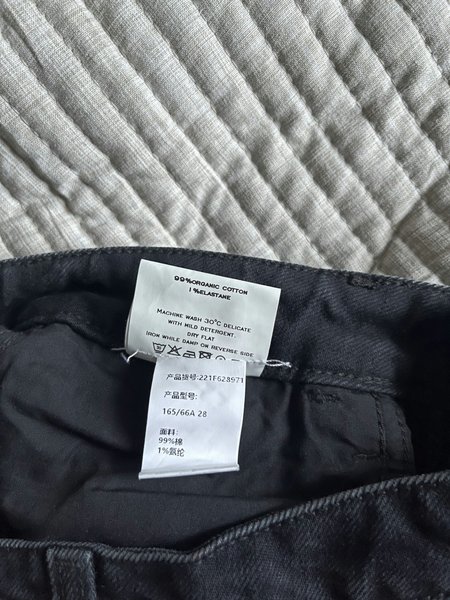 99%ORGANIC COTTON
1%ELASTANE
MACHINE WASH 30°C DELICATE
WITH MILD DETERGENT.
DRY FLAT
IRON WHILE DAMP ON REVERSE SIDE
产品货号:221F628971
产品型号:
165/66A 28
面料:
99%棉
1%氨纶